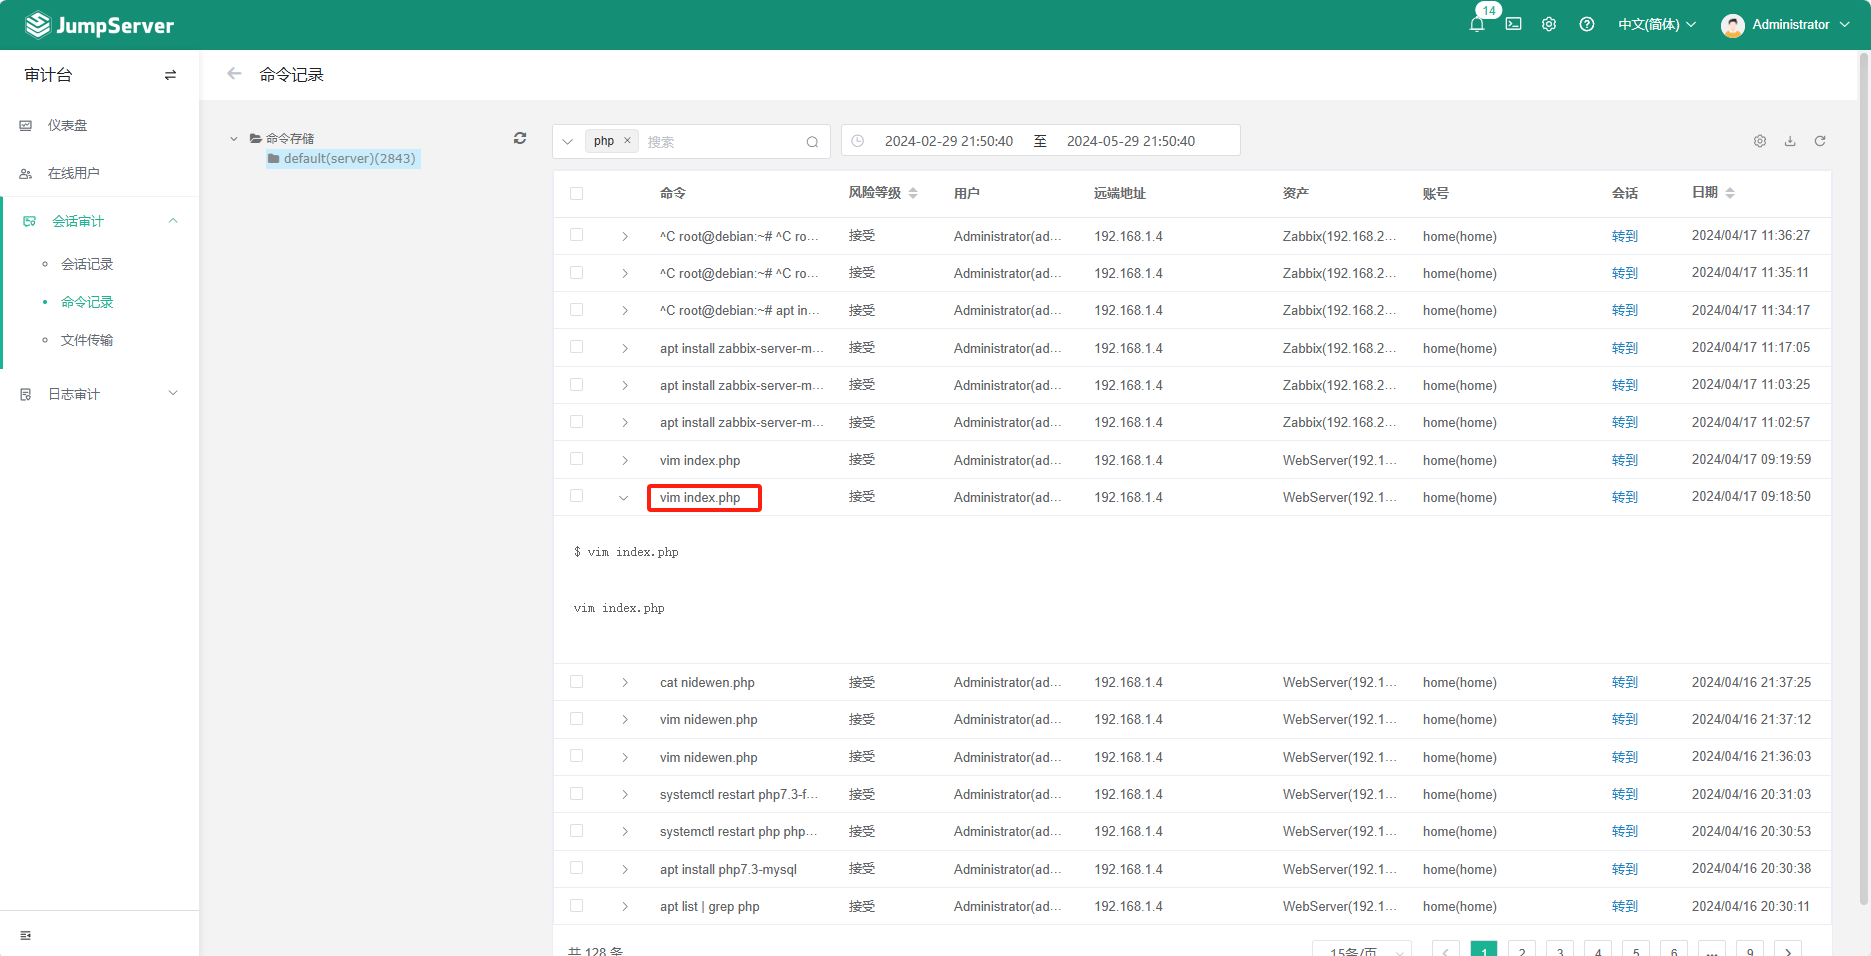 JumpServer
14
中文(简体)
Administrator
审计台
命令记录
仪表盘
在线用户
会话审计
会话记录
命令记录
文件传输
日志审计
命令存储
default(server)(2843)
php
搜索
2024-02-29 21:50:40 至 2024-05-29 21:50:40
命令 风险等级 用户 远端地址 资产 账号 会话 日期
^C root@debian:~# ^C ro... 接受 Administrator(ad... 192.168.1.4 Zabbix(192.168.2... home(home) 转到 2024/04/17 11:36:27
^C root@debian:~# ^C ro... 接受 Administrator(ad... 192.168.1.4 Zabbix(192.168.2... home(home) 转到 2024/04/17 11:35:11
^C root@debian:~# apt in... 接受 Administrator(ad... 192.168.1.4 Zabbix(192.168.2... home(home) 转到 2024/04/17 11:34:17
apt install zabbix-server-m... 接受 Administrator(ad... 192.168.1.4 Zabbix(192.168.2... home(home) 转到 2024/04/17 11:17:05
apt install zabbix-server-m... 接受 Administrator(ad... 192.168.1.4 Zabbix(192.168.2... home(home) 转到 2024/04/17 11:03:25
apt install zabbix-server-m... 接受 Administrator(ad... 192.168.1.4 Zabbix(192.168.2... home(home) 转到 2024/04/17 11:02:57
vim index.php 接受 Administrator(ad... 192.168.1.4 WebServer(192.1... home(home) 转到 2024/04/17 09:19:59
vim index.php 接受 Administrator(ad... 192.168.1.4 WebServer(192.1... home(home) 转到 2024/04/17 09:18:50
$ vim index.php
vim index.php
cat nidewen.php 接受 Administrator(ad... 192.168.1.4 WebServer(192.1... home(home) 转到 2024/04/16 21:37:25
vim nidewen.php 接受 Administrator(ad... 192.168.1.4 WebServer(192.1... home(home) 转到 2024/04/16 21:37:12
vim nidewen.php 接受 Administrator(ad... 192.168.1.4 WebServer(192.1... home(home) 转到 2024/04/16 21:36:03
systemctl restart php7.3-f... 接受 Administrator(ad... 192.168.1.4 WebServer(192.1... home(home) 转到 2024/04/16 20:31:03
systemctl restart php php... 接受 Administrator(ad... 192.168.1.4 WebServer(192.1... home(home) 转到 2024/04/16 20:30:53
apt install php7.3-mysql 接受 Administrator(ad... 192.168.1.4 WebServer(192.1... home(home) 转到 2024/04/16 20:30:38
apt list | grep php 接受 Administrator(ad... 192.168.1.4 WebServer(192.1... home(home) 转到 2024/04/16 20:30:11
共 128 条 15条/页 1 2 3 4 5 6 ... 9